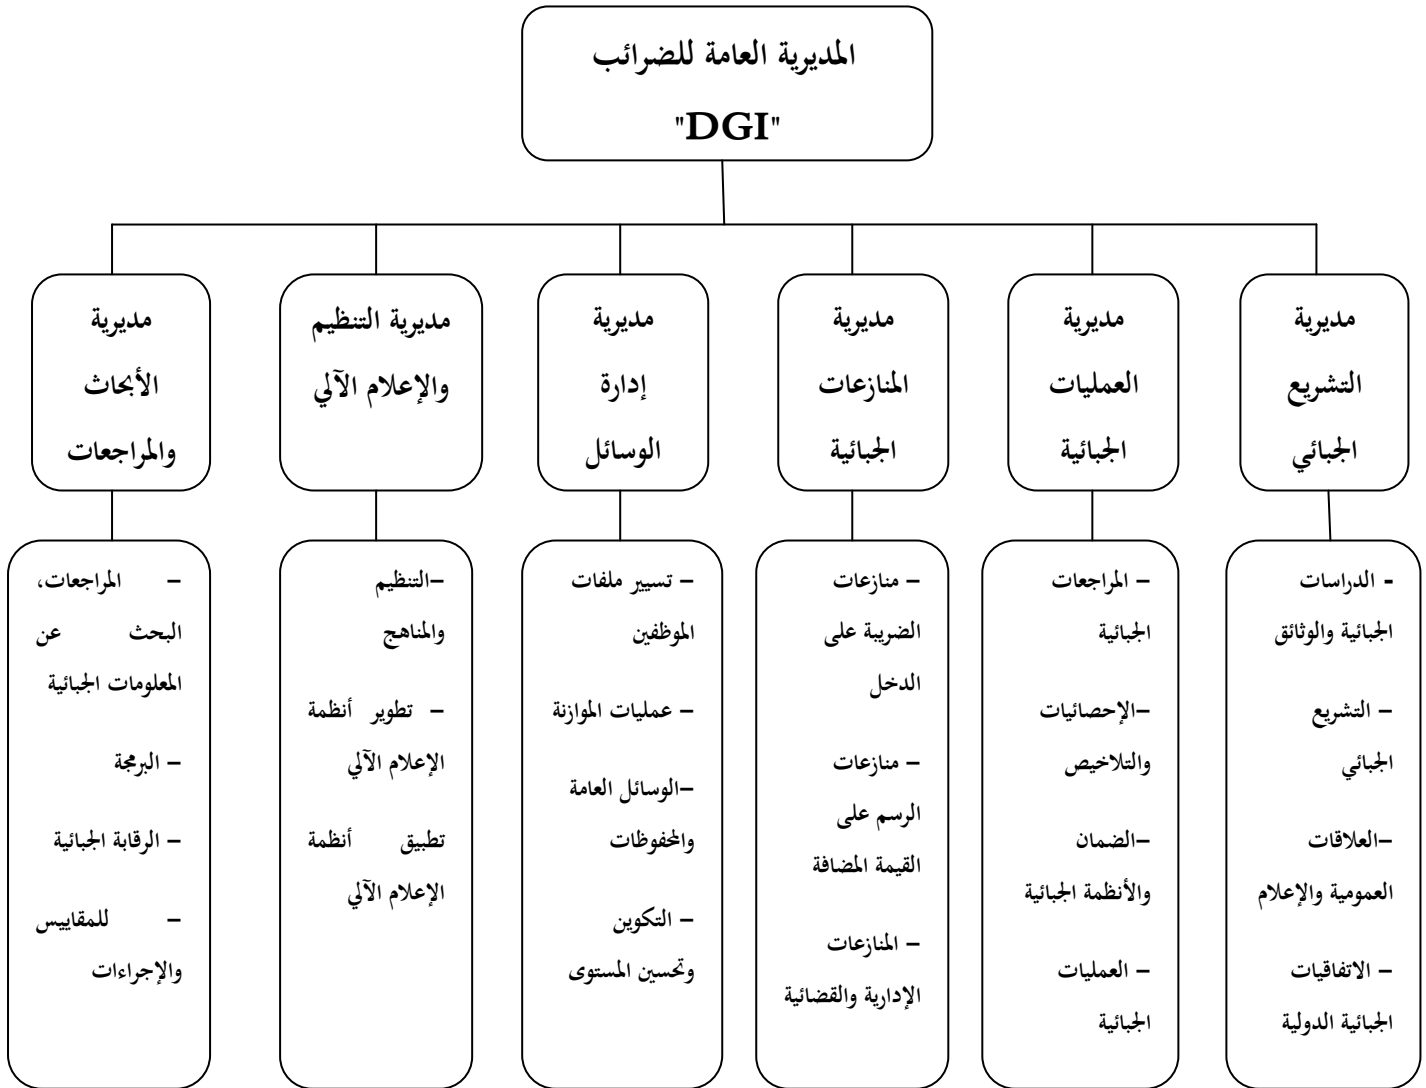 المديرية العامة للضرائب
"DGI"
مديرية
التشريع
الجبائي
مديرية
العمليات
الجبائية
مديرية
المنازعات
الجبائية
مديرية
إدارة
الوسائل
مديرية التنظيم
والإعلام الآلي
مديرية
الأبحاث
والمراجعات
- الدراسات
الجبائية والوثائق
– التشريع
الجبائي
–العلاقات
العمومية والإعلام
– الاتفاقيات
الجبائية الدولية
– المراجعات
الجبائية
–الإحصائيات
والتلاخيص
–الضمان
والأنظمة الجبائية
– العمليات
الجبائية
– منازعات
الضريبة على
الدخل
– منازعات
الرسم على
القيمة المضافة
– المنازعات
الإدارية والقضائية
– تسيير ملفات
الموظفين
– عمليات الموازنة
–الوسائل العامة
والمحفوظات
– التكوين
وتحسين المستوى
–التنظيم
والمناهج
– تطوير أنظمة
الإعلام الآلي
تطبيق أنظمة
الإعلام الآلي
– المراجعات،
البحث عن
المعلومات الجبائية
– البرمجة
– الرقابة الجبائية
– للمقاييس
والإجراءات